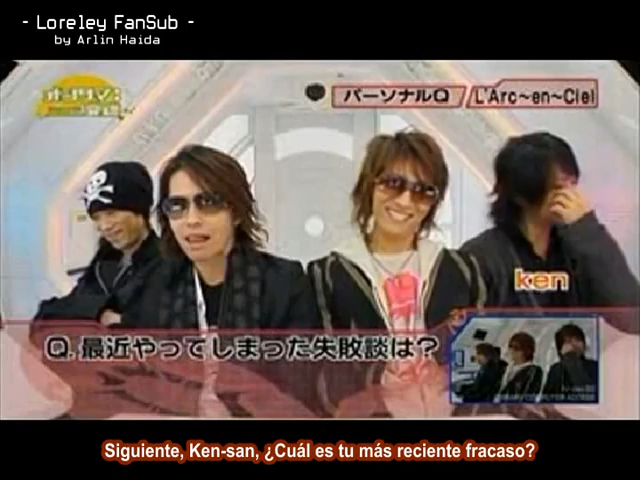 - Loreley FanSub -
by Arlin Haida
パーソナルQ
L'Arc~en~Ciel
ken
Q.最近やってしまった失敗談は?
Siguiente, Ken-san, ¿Cuál es tu más reciente fracaso?